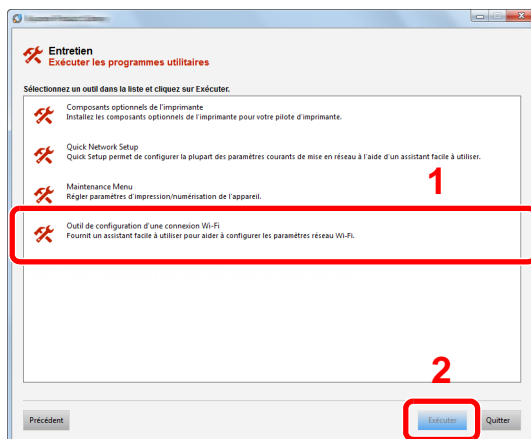 Entretien
Exécuter les programmes utilitaires
Sélectionnez un outil dans la liste et cliquez sur Exécuter.
Composants optionnels de l'imprimante
Installez les composants optionnels de l'imprimante pour votre pilote d'imprimante.
Quick Network Setup
Quick Setup permet de configurer la plupart des paramètres courants de mise en réseau à l'aide d'un assistant facile à utiliser.
1
Maintenance Menu
Régler paramètres d'impression/numérisation de l'appareil.
Outil de configuration d'une connexion Wi-Fi
Fournit un assistant facile à utiliser pour aider à configurer les paramètres réseau Wi-Fi.
2
Précédent
Exécuter
Quitter